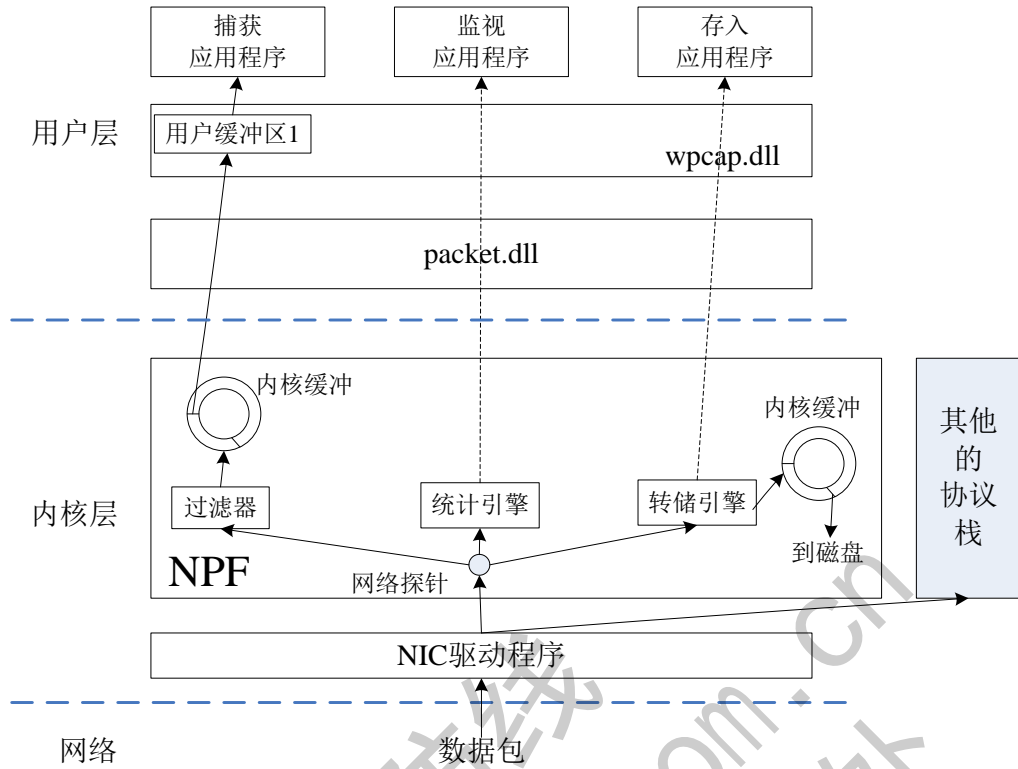 捕获
应用程序
监视
应用程序
存入
应用程序
用户层
用户缓冲区1
wpcap.dll
packet.dll
内核缓冲
内核缓冲
其他
的
协议
栈
内核层
过滤器
统计引擎
转储引擎
到磁盘
NPF
网络探针
NIC驱动程序
网络
数据包